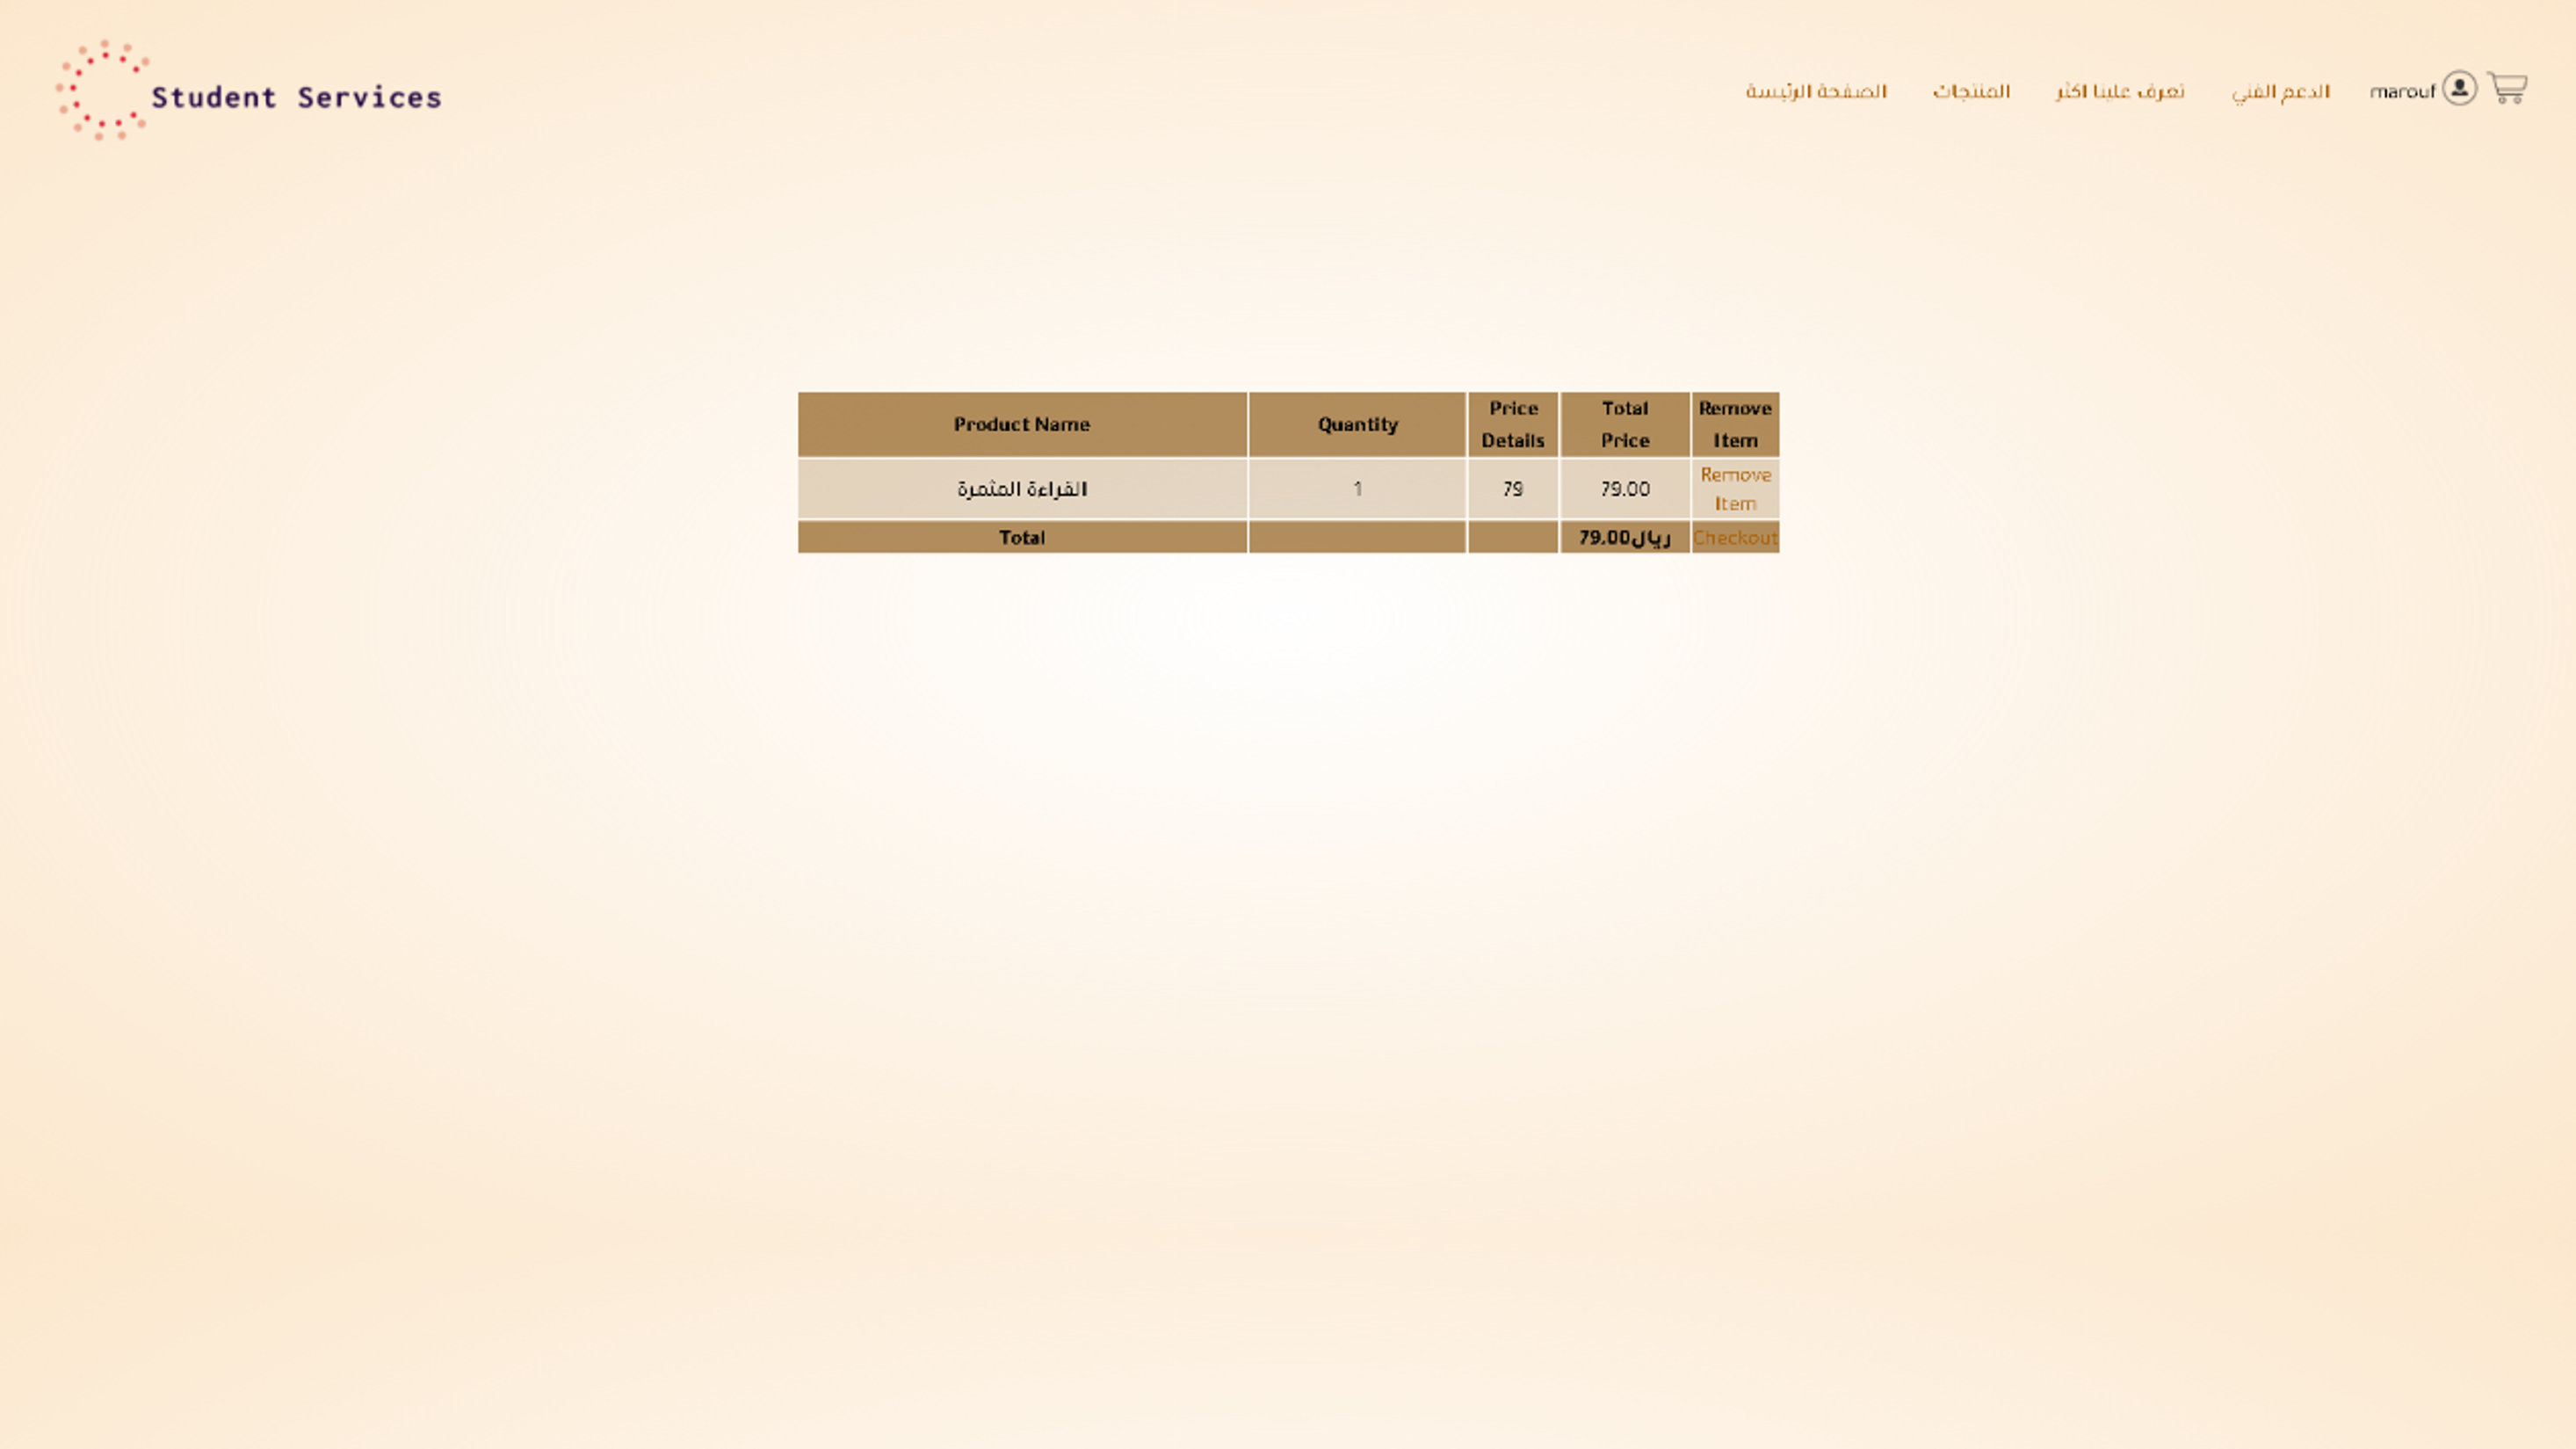 Student Services
الصفحة الرئيسة
المنتجات
تعرف علينا اكثر
الدعم الفني
marouf
Product Name
Quantity
Price
Details
Total
Price
Remove
Item
القراءة المثمرة
1
79
79.00
Remove
Item
Total
79.00ريال
Checkout